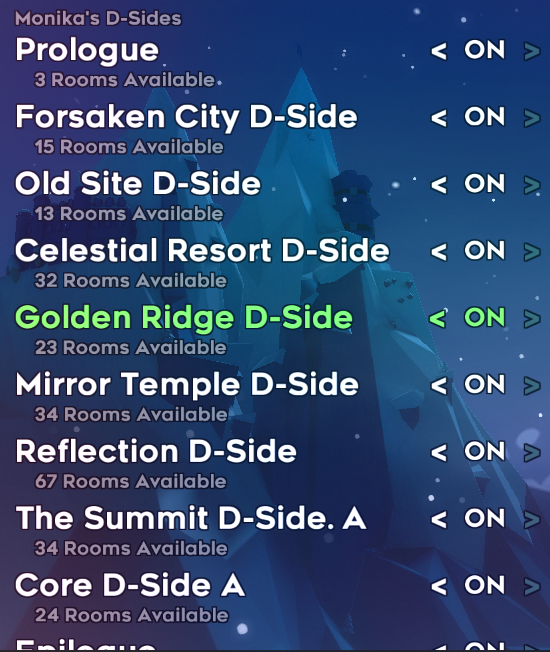 Monika's D-Sides
Prologue < ON >
3 Rooms Available
Forsaken City D-Side < ON >
15 Rooms Available
Old Site D-Side < ON >
13 Rooms Available
Celestial Resort D-Side < ON >
32 Rooms Available
Golden Ridge D-Side < ON >
23 Rooms Available
Mirror Temple D-Side < ON >
34 Rooms Available
Reflection D-Side < ON >
67 Rooms Available
The Summit D-Side. A < ON >
34 Rooms Available
Core D-Side A < ON >
24 Rooms Available
Epilogue < ON >